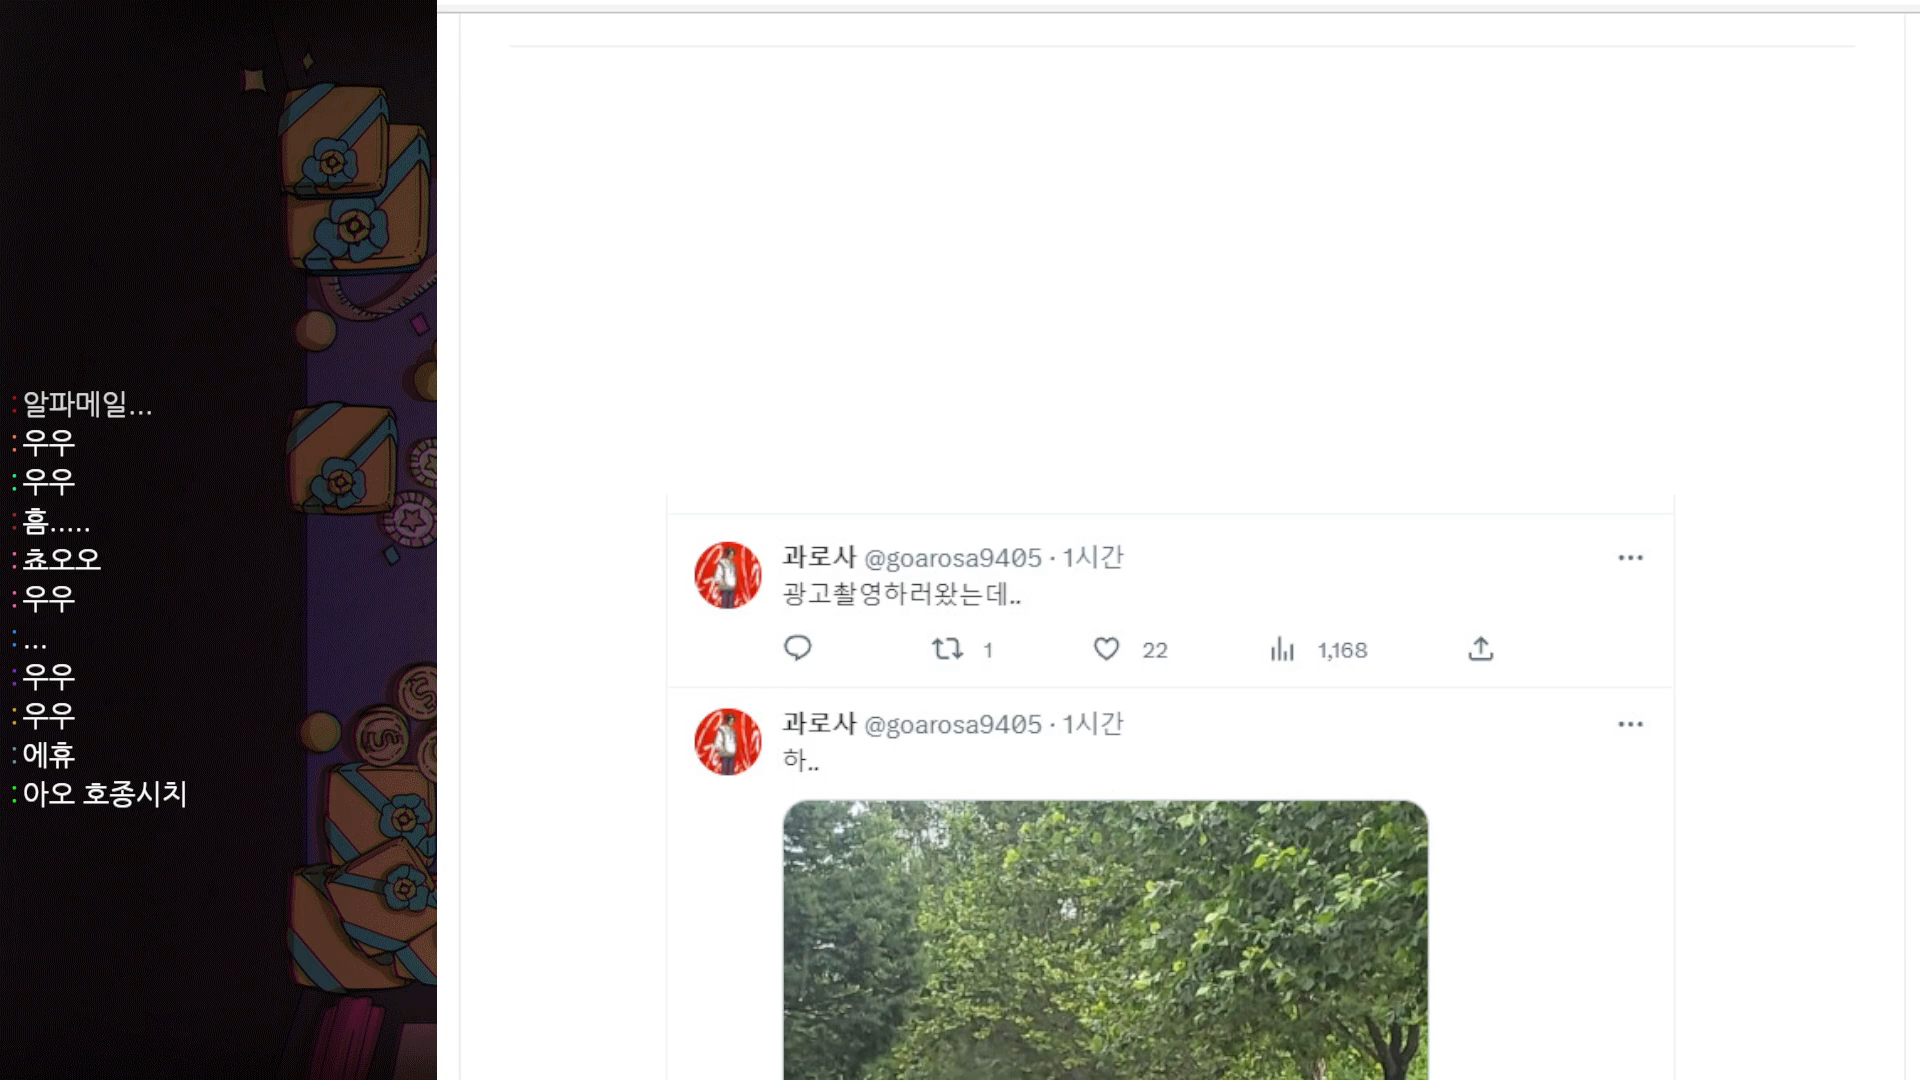 :알파메일...
:우우
:우우
:흠.....
:쵸오오
:우우
:...
:우우
:우우
:에휴
:아오 호종시치
과로사 @goarosa9405 · 1시간
광고촬영하러왔는데..
1 22 1,168
과로사 @goarosa9405 · 1시간
하..